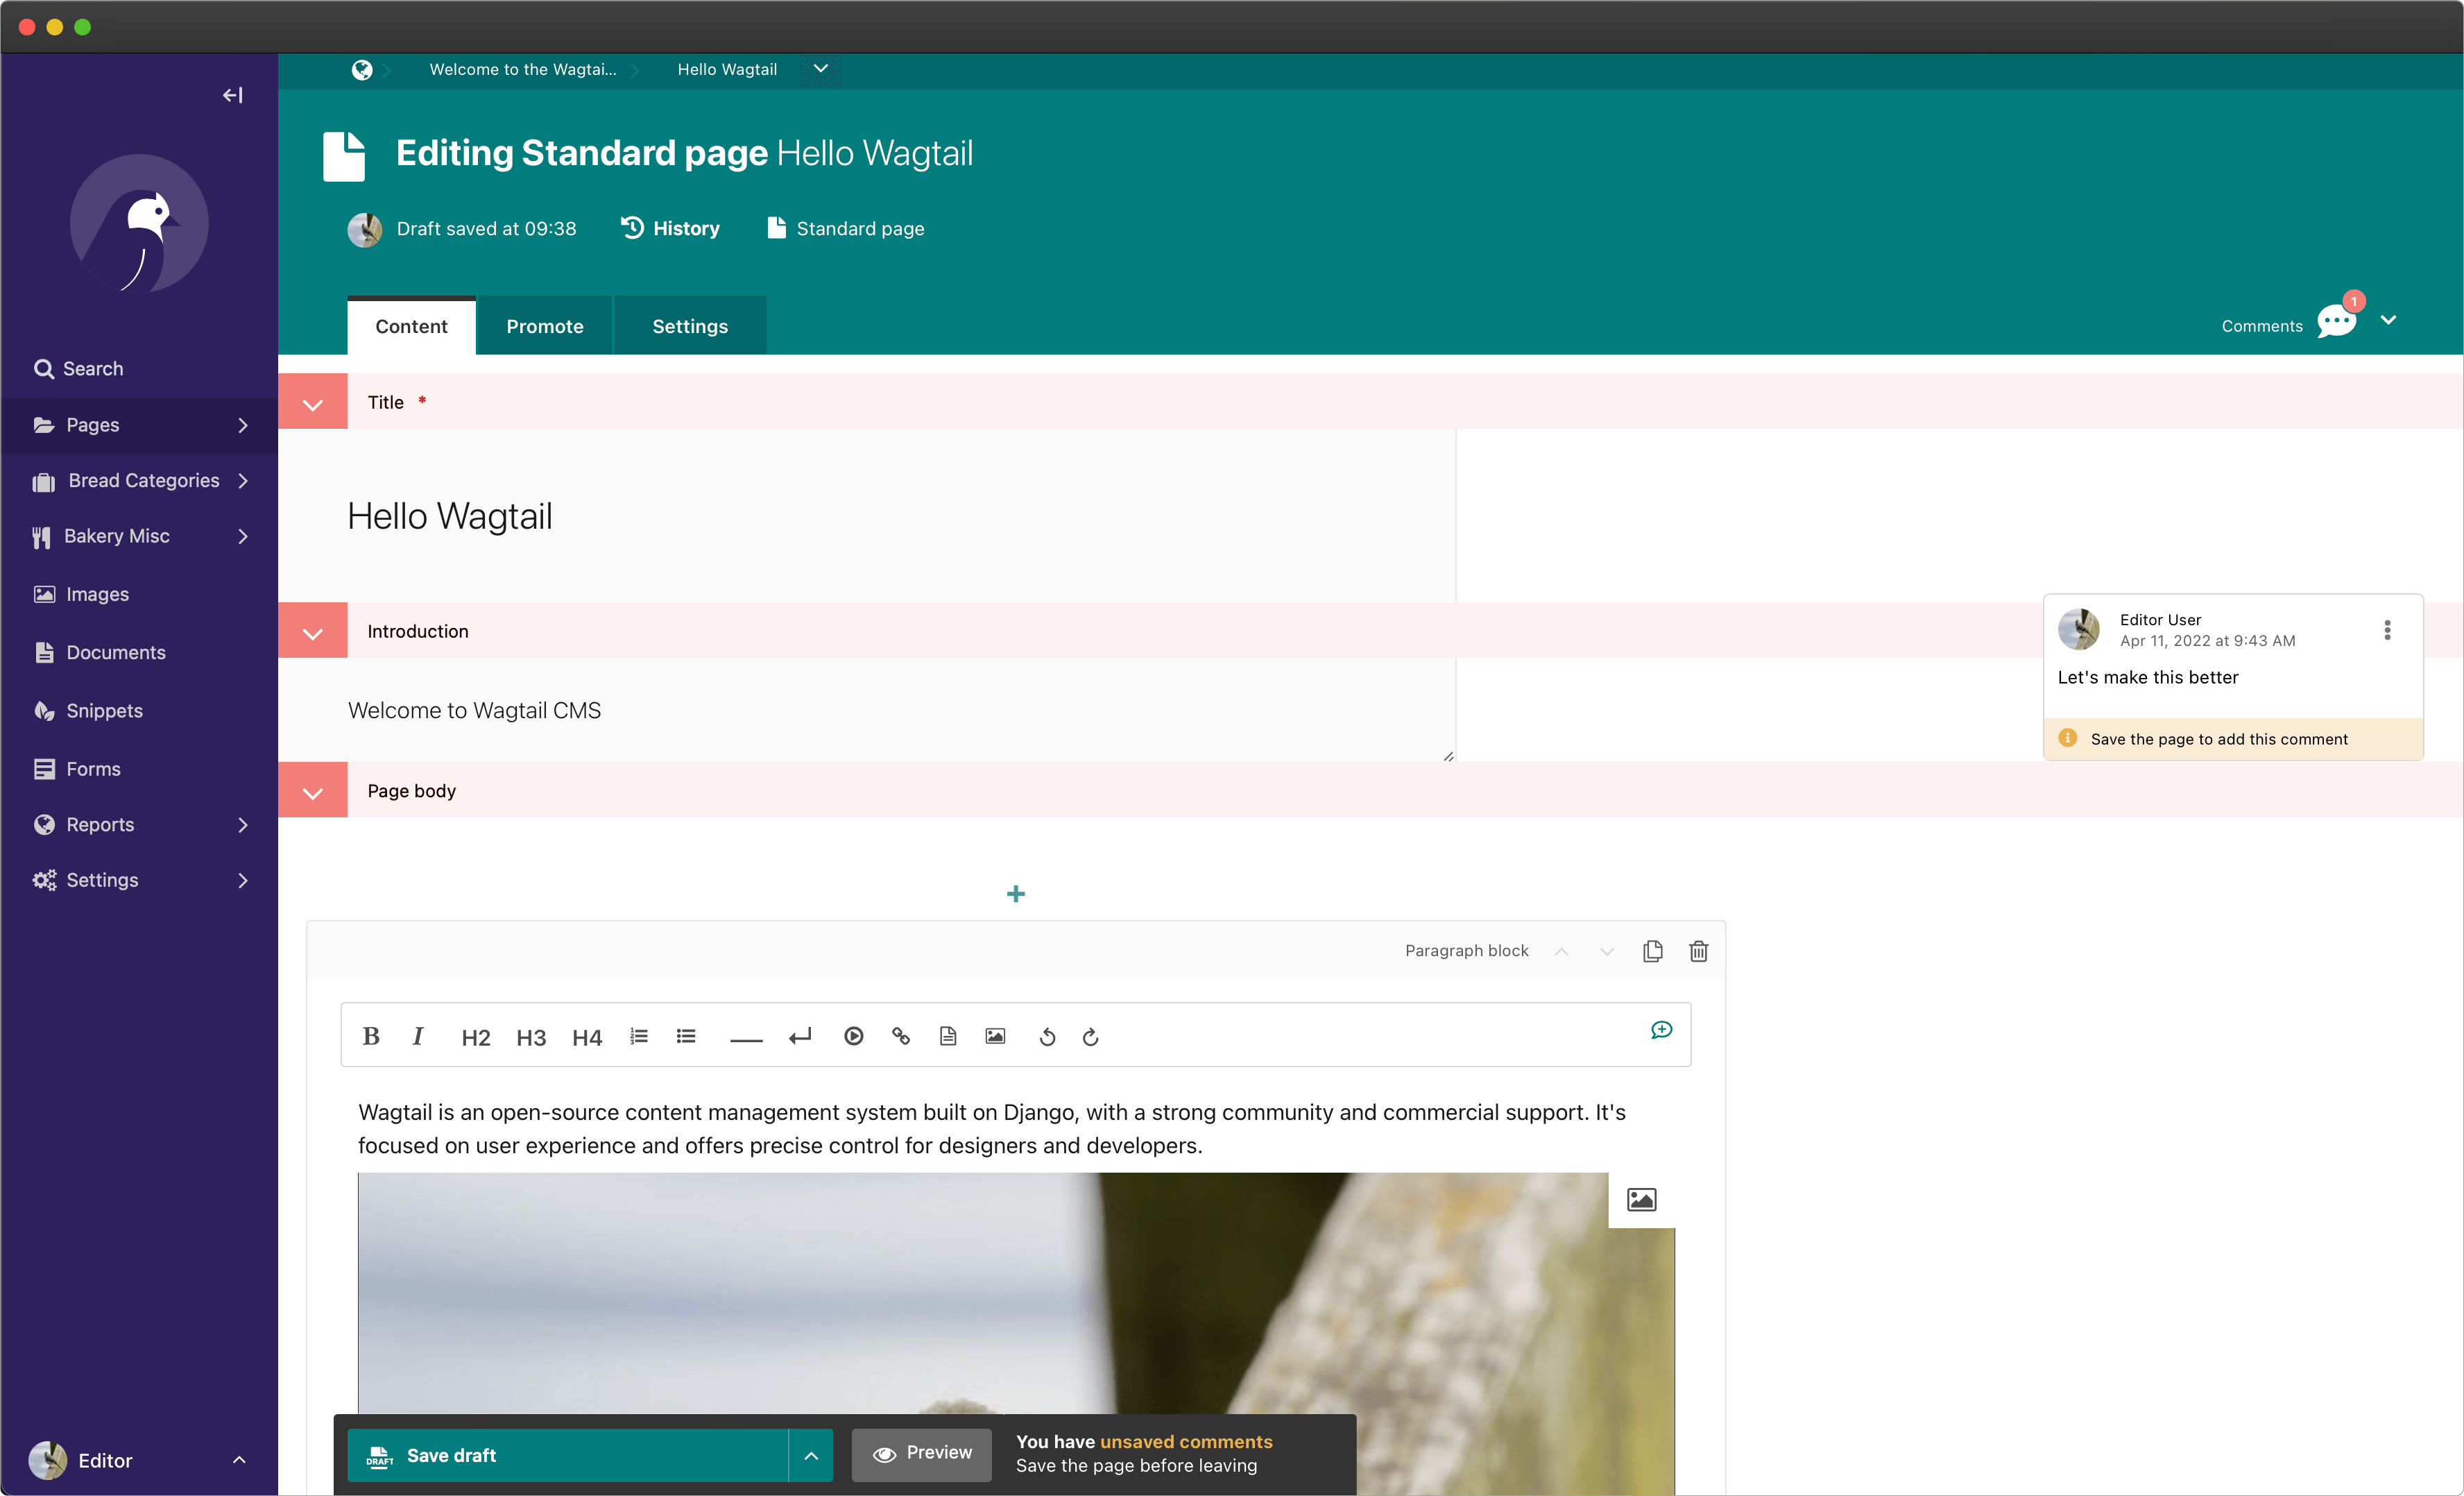 Welcome to the Wagtai...
Hello Wagtail
Editing Standard page Hello Wagtail
Draft saved at 09:38
History
Standard page
Content
Promote
Settings
Comments
1
Search
Pages
Bread Categories
Bakery Misc
Images
Documents
Snippets
Forms
Reports
Settings
Editor
Title *
Hello Wagtail
Introduction
Welcome to Wagtail CMS
Editor User
Apr 11, 2022 at 9:43 AM
Let's make this better
Save the page to add this comment
Page body
Paragraph block
B I H2 H3 H4
Wagtail is an open-source content management system built on Django, with a strong community and commercial support. It's
focused on user experience and offers precise control for designers and developers.
DRAFT
Save draft
Preview
You have unsaved comments
Save the page before leaving